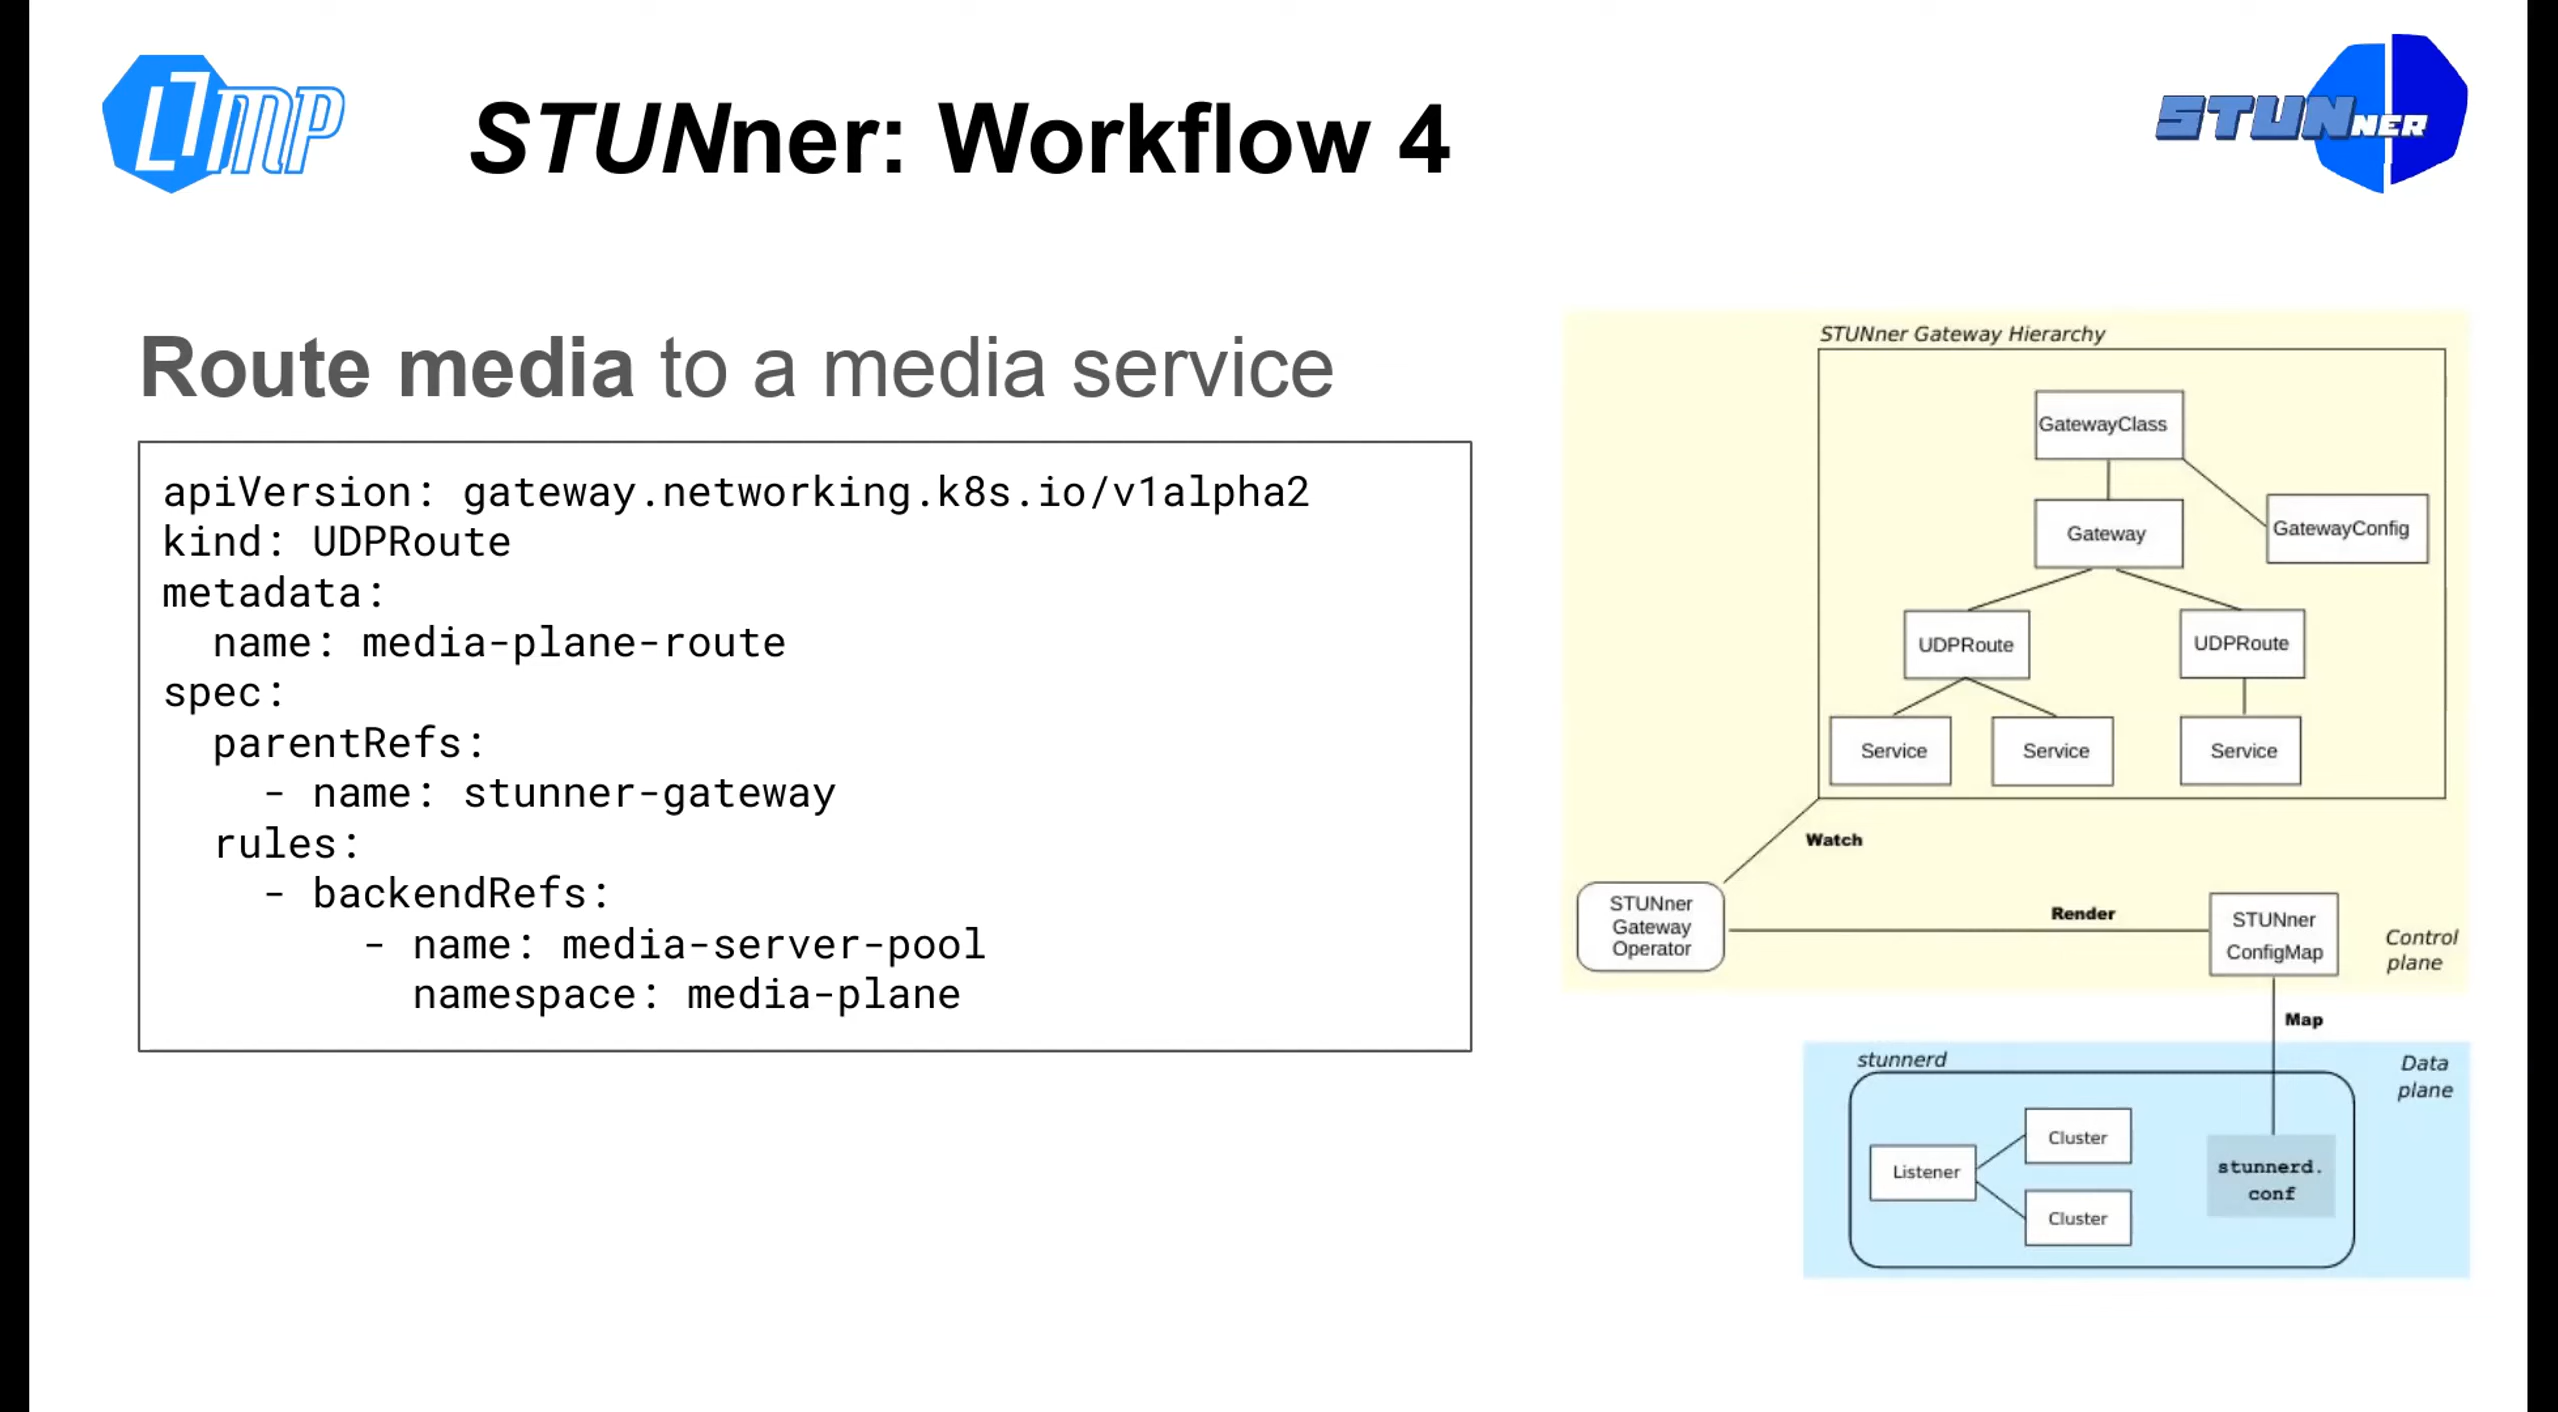 L7mp
STUNner: Workflow 4
STUNNER
Route media to a media service
apiVersion: gateway.networking.k8s.io/v1alpha2
kind: UDPRoute
metadata:
  name: media-plane-route
spec:
  parentRefs:
    - name: stunner-gateway
  rules:
    - backendRefs:
        - name: media-server-pool
          namespace: media-plane
STUNner Gateway Hierarchy
GatewayClass
Gateway
GatewayConfig
UDPRoute
UDPRoute
Service
Service
Service
Watch
STUNner
Gateway
Operator
Render
STUNner
ConfigMap
Control
plane
Map
stunnerd
Data
plane
Listener
Cluster
Cluster
stunnerd.
conf